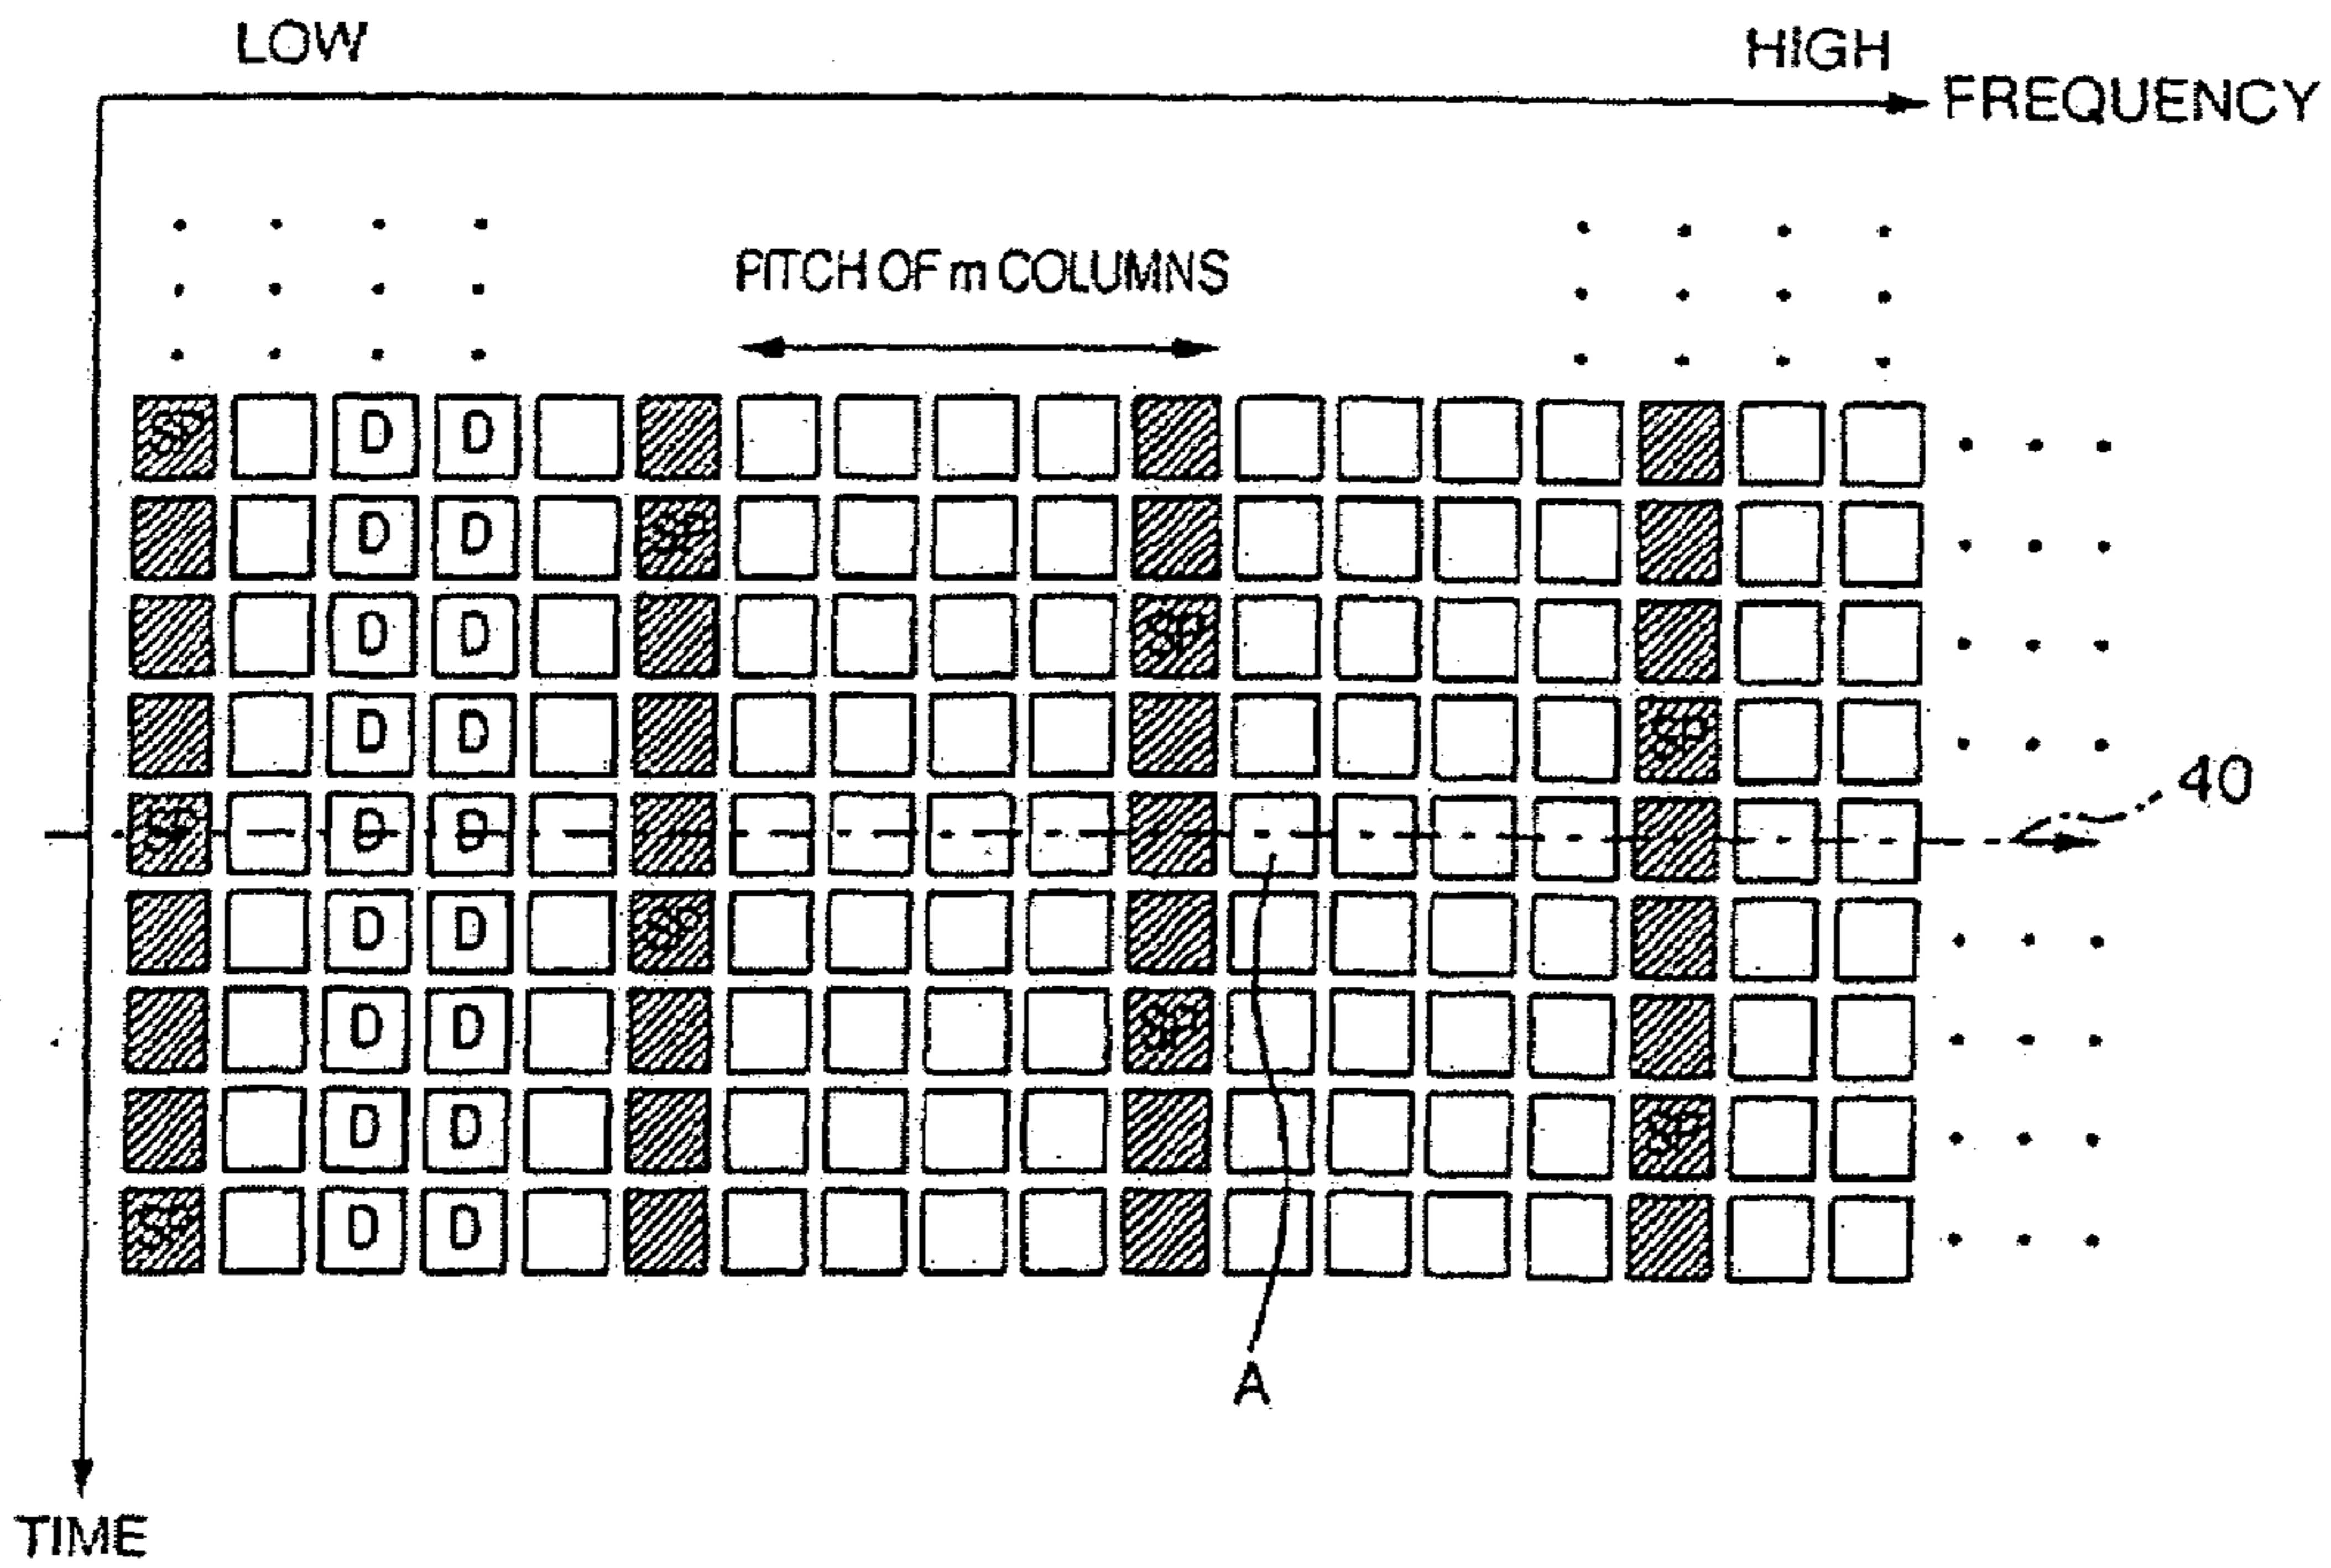 LOW HIGH
FREQUENCY
PITCH OF m COLUMNS
SP D D
D D SP
D D SP
D D SP
SP D D
40
D D SP
D D SP
D D SP
SP D D
A
TIME